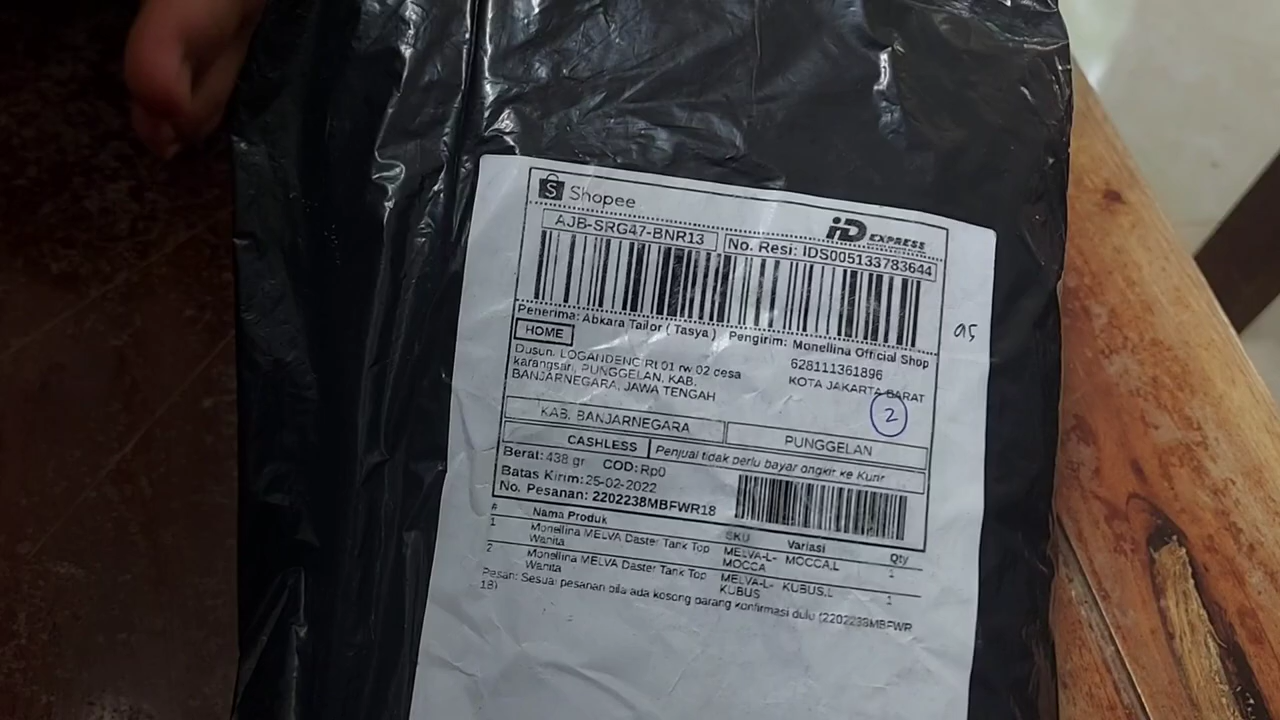 Shopee
iD EXPRESS
AJB-SRG47-BNR13
No. Resi: IDS005133783644
Penerima: Abkara Tailor ( Tasya )
Pengirim: Monellina Official Shop
HOME
628111361896
Dusun. LOGANDENG Rt 01 rw 02 desa
karangsari, PUNGGELAN, KAB.
BANJARNEGARA, JAWA TENGAH
KOTA JAKARTA BARAT
95
2
KAB. BANJARNEGARA
PUNGGELAN
CASHLESS
Penjual tidak perlu bayar ongkir ke Kurir
Berat: 438 gr COD: Rp0
Batas Kirim: 25-02-2022
No. Pesanan: 2202238MBFWR18
# Nama Produk SKU Variasi Qty
1 Monellina MELVA Daster Tank Top MELVA-L- MOCCA,L 1
Wanita MOCCA
2 Monellina MELVA Daster Tank Top MELVA-L- KUBUS,L 1
Wanita KUBUS
Pesan: Sesuai pesanan bila ada kosong barang konfirmasi dulu (2202238MBFWR
18)